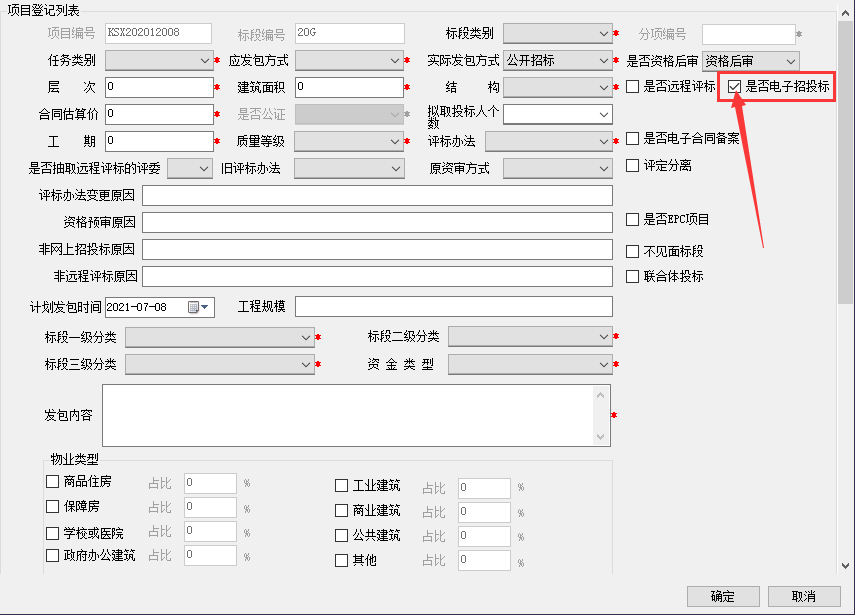 项目登记列表
项目编号 KSX202012008 标段编号 20G 标段类别 * 分项编号 *
任务类别 * 应发包方式 * 实际发包方式 公开招标 * 是否资格后审 资格后审
层 次 0 * 建筑面积 0 * 结 构 * 是否远程评标 是否电子招投标
合同估算价 0 * 是否公证 * 拟取投标人个数
工 期 0 * 质量等级 * 评标办法 * 是否电子合同备案
是否抽取远程评标的评委 旧评标办法 原资审方式 评定分离
评标办法变更原因
资格预审原因 是否EPC项目
非网上招投标原因 不见面标段
非远程评标原因 联合体投标
计划发包时间 2021-07-08 工程规模
标段一级分类 * 标段二级分类 *
标段三级分类 * 资 金 类 型 *
发包内容 *
物业类型
商品住房 占比 0 % 工业建筑 占比 0 %
保障房 占比 0 % 商业建筑 占比 0 %
学校或医院 占比 0 % 公共建筑 占比 0 %
政府办公建筑 占比 0 % 其他 占比 0 %
确定 取消